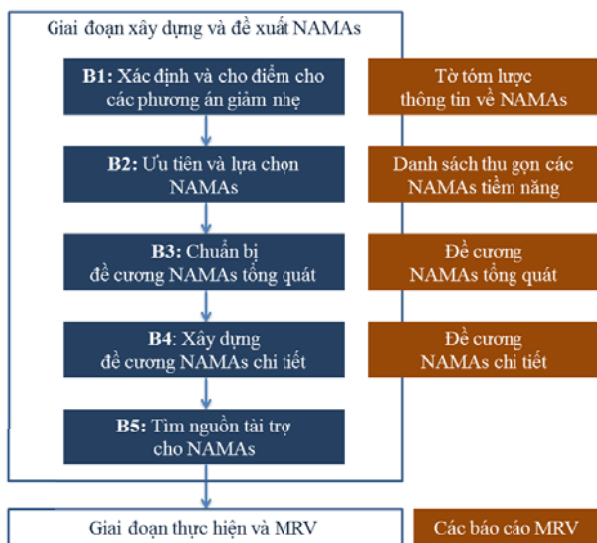 Giai đoạn xây dựng và đề xuất NAMAs
B1: Xác định và cho điểm cho
các phương án giảm nhẹ
Tờ tóm lược
thông tin về NAMAs
B2: Ưu tiên và lựa chọn
NAMAs
Danh sách thu gọn các
NAMAs tiềm năng
B3: Chuẩn bị
đề cương NAMAs tổng quát
Đề cương
NAMAs tổng quát
B4: Xây dựng
đề cương NAMAs chi tiết
Đề cương
NAMAs chi tiết
B5: Tìm nguồn tài trợ
cho NAMAs
Giai đoạn thực hiện và MRV
Các báo cáo MRV